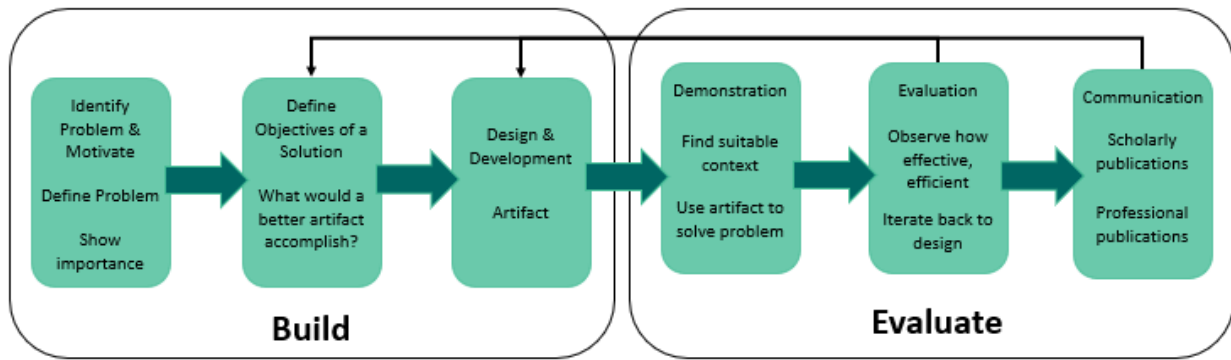 Identify
Problem &
Motivate
Define Problem
Show
importance
Define
Objectives of a
Solution
What would a
better artifact
accomplish?
Design &
Development
Artifact
Build
Demonstration
Find suitable
context
Use artifact to
solve problem
Evaluation
Observe how
effective,
efficient
Iterate back to
design
Communication
Scholarly
publications
Professional
publications
Evaluate